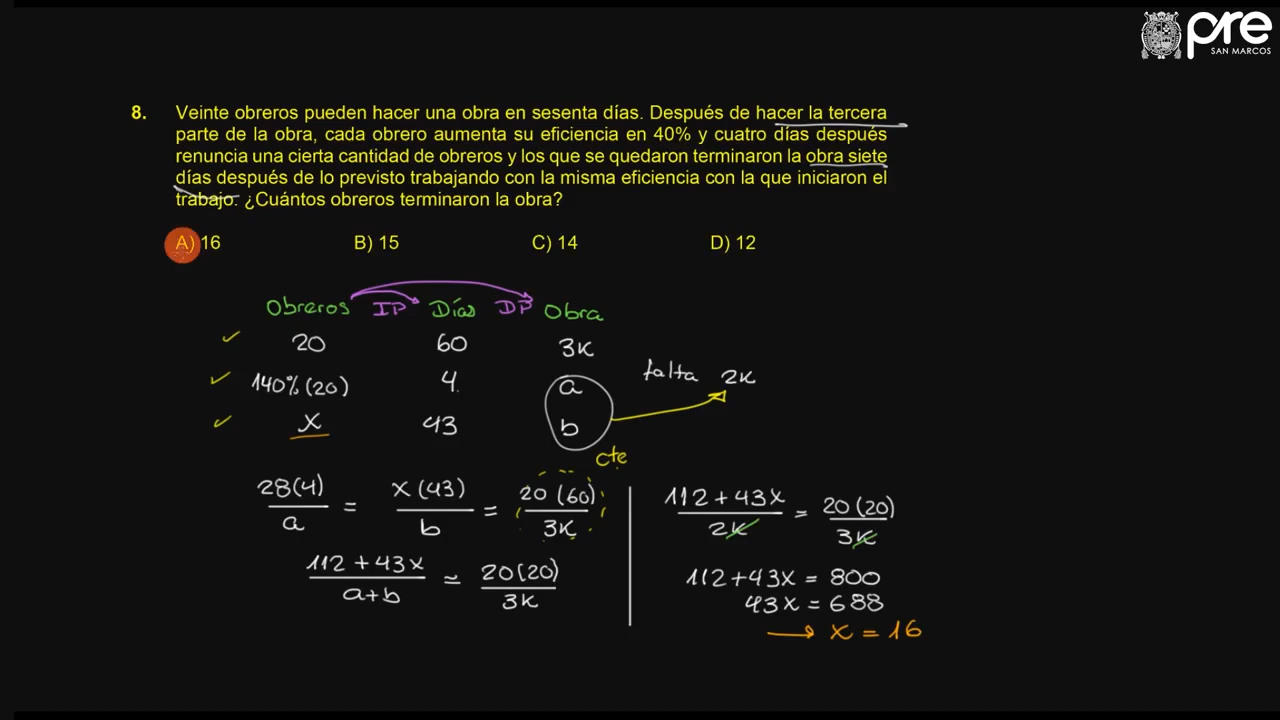 pre
SAN MARCOS
8. Veinte obreros pueden hacer una obra en sesenta días. Después de hacer la tercera
parte de la obra, cada obrero aumenta su eficiencia en 40% y cuatro días después
renuncia una cierta cantidad de obreros y los que se quedaron terminaron la obra siete
días después de lo previsto trabajando con la misma eficiencia con la que iniciaron el
trabajo. ¿Cuántos obreros terminaron la obra?
A) 16 B) 15 C) 14 D) 12
Obreros IP Días DP Obra
20 60 3K
140%(20) 4 a falta 2K
x 43 b
cte
28(4)/a = x(43)/b = 20(60)/3K
(112 + 43x)/(a+b) = 20(20)/3K
(112 + 43x)/2K = 20(20)/3K
112+43x = 800
43x = 688
→ x = 16